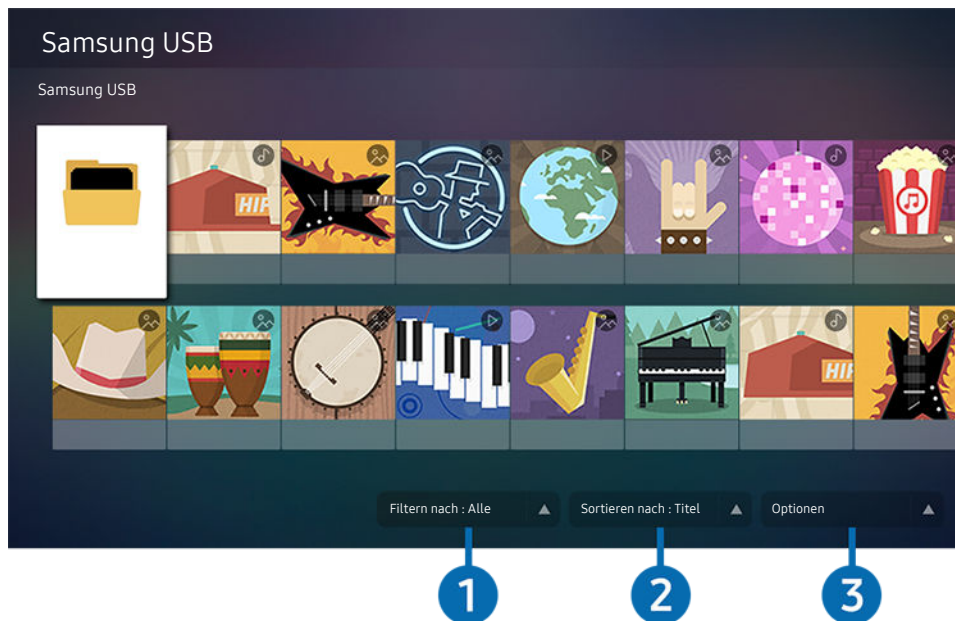 Samsung USB
Samsung USB
HIP
HIP
Filtern nach : Alle
Sortieren nach : Titel
Optionen
1
2
3